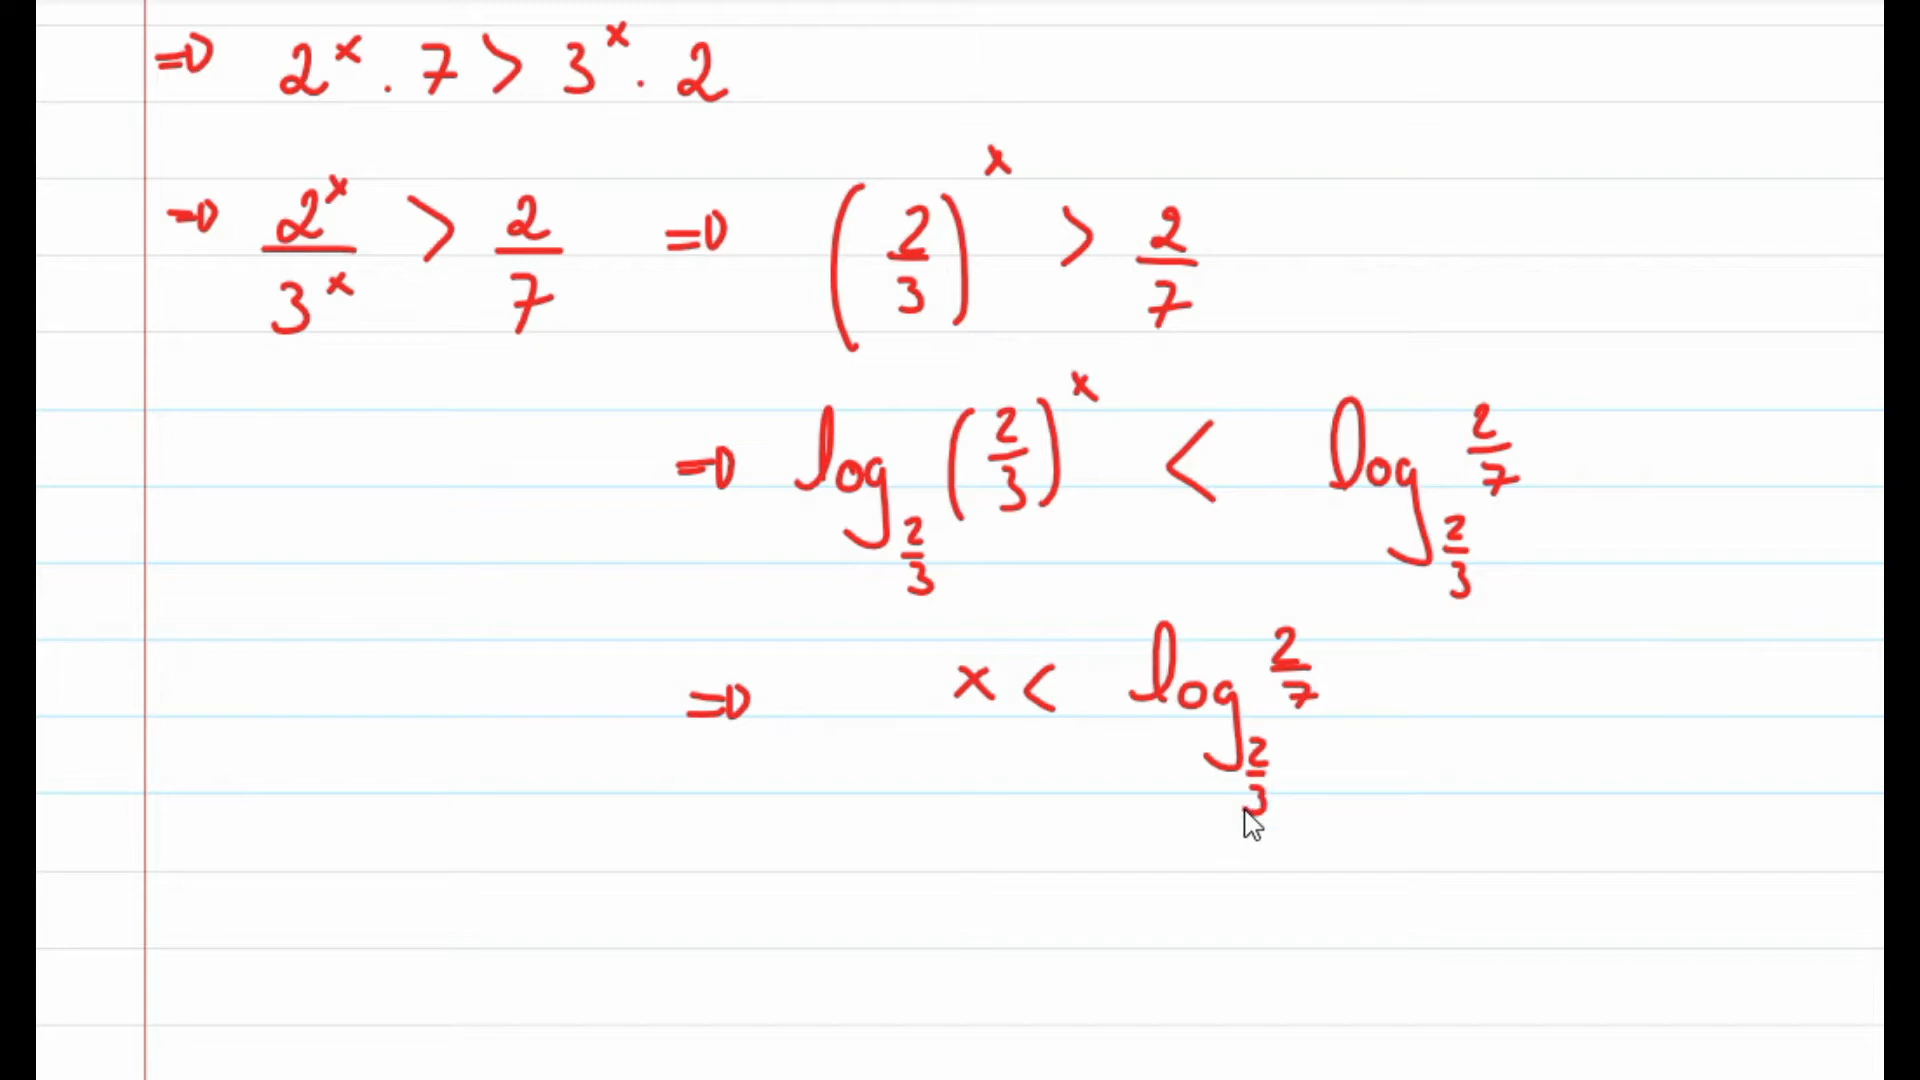 ⇒ 2^x . 7 > 3^x . 2
⇒ 2^x/3^x > 2/7 ⇒ (2/3)^x > 2/7
⇒ log_{2/3} (2/3)^x < log_{2/3} 2/7
⇒ x < log_{2/3} 2/7